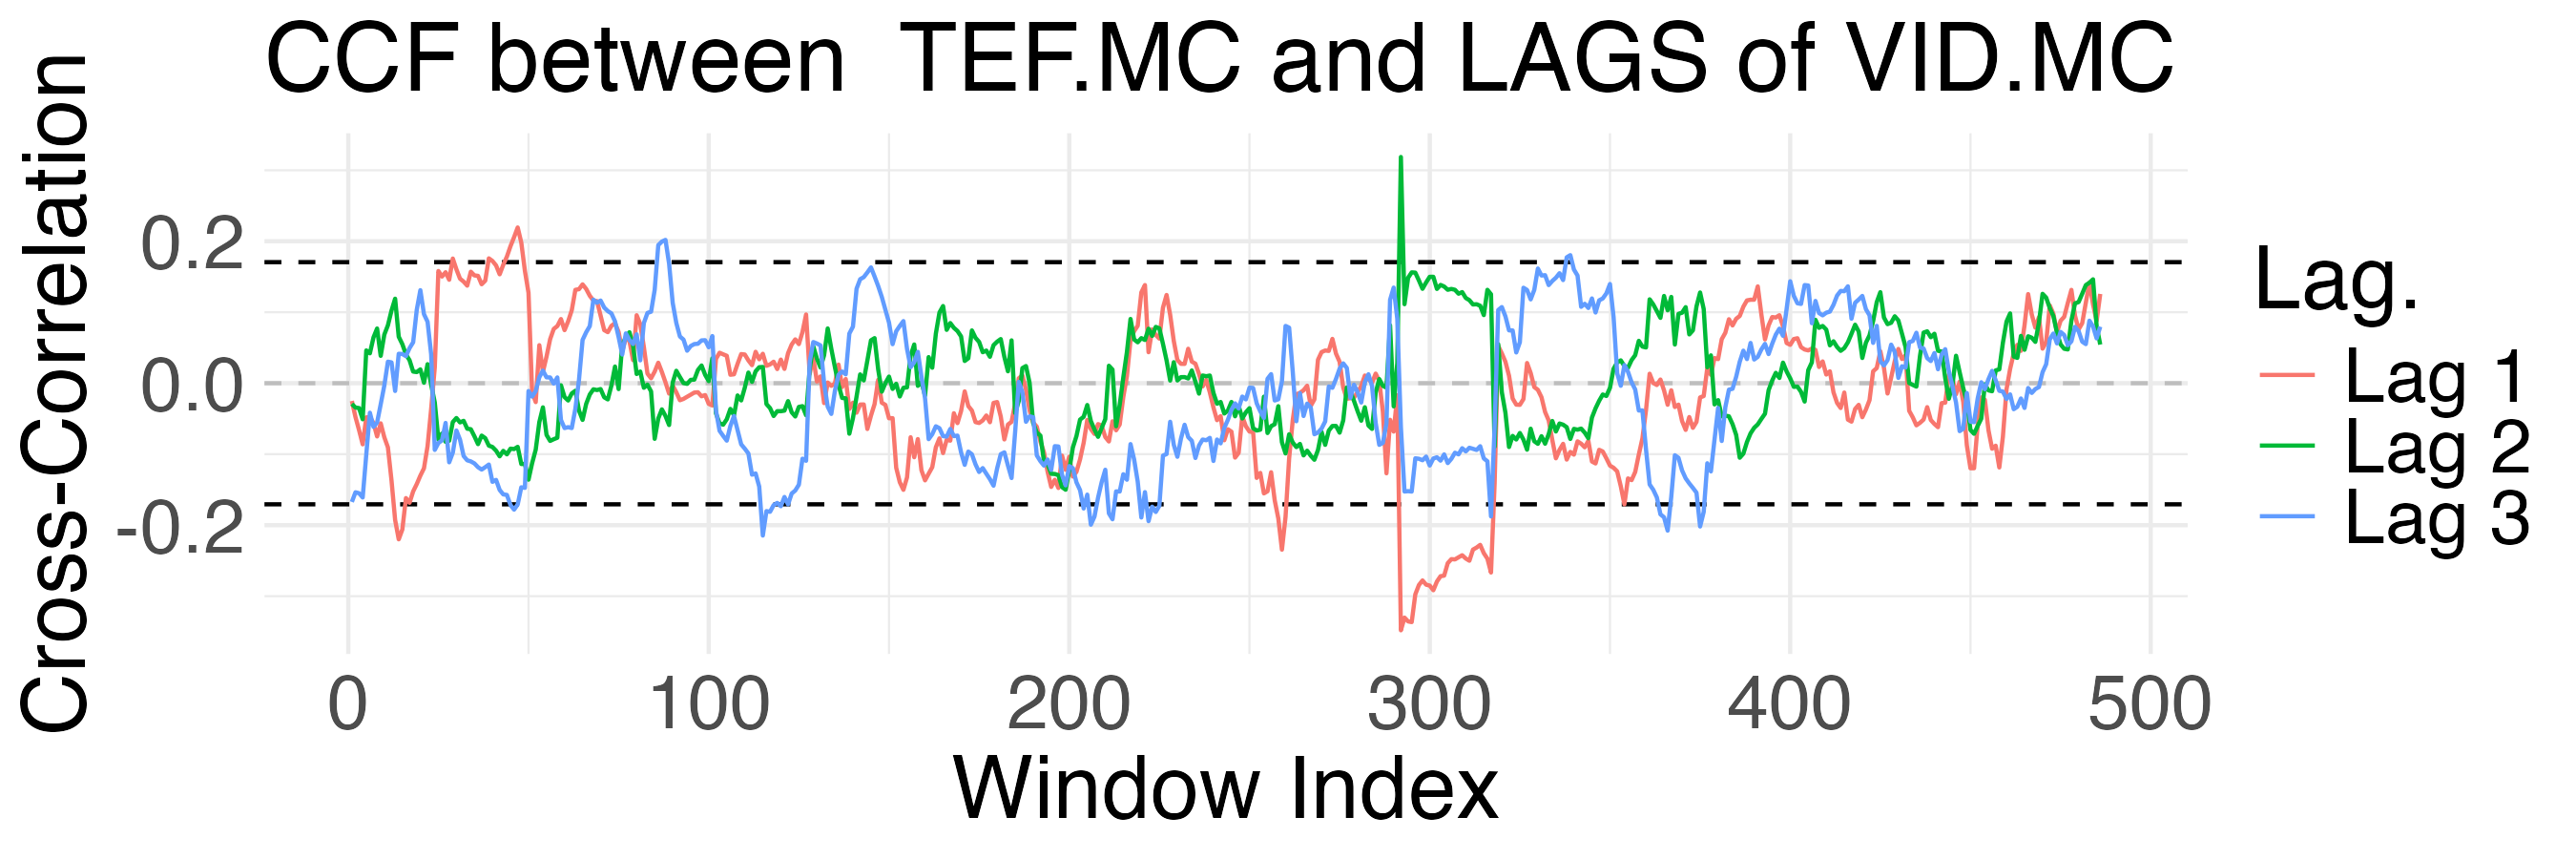 CCF between  TEF.MC and LAGS of VID.MC
Cross-Correlation
0.2
0.0
-0.2
0 100 200 300 400 500
Window Index
Lag.
Lag 1
Lag 2
Lag 3